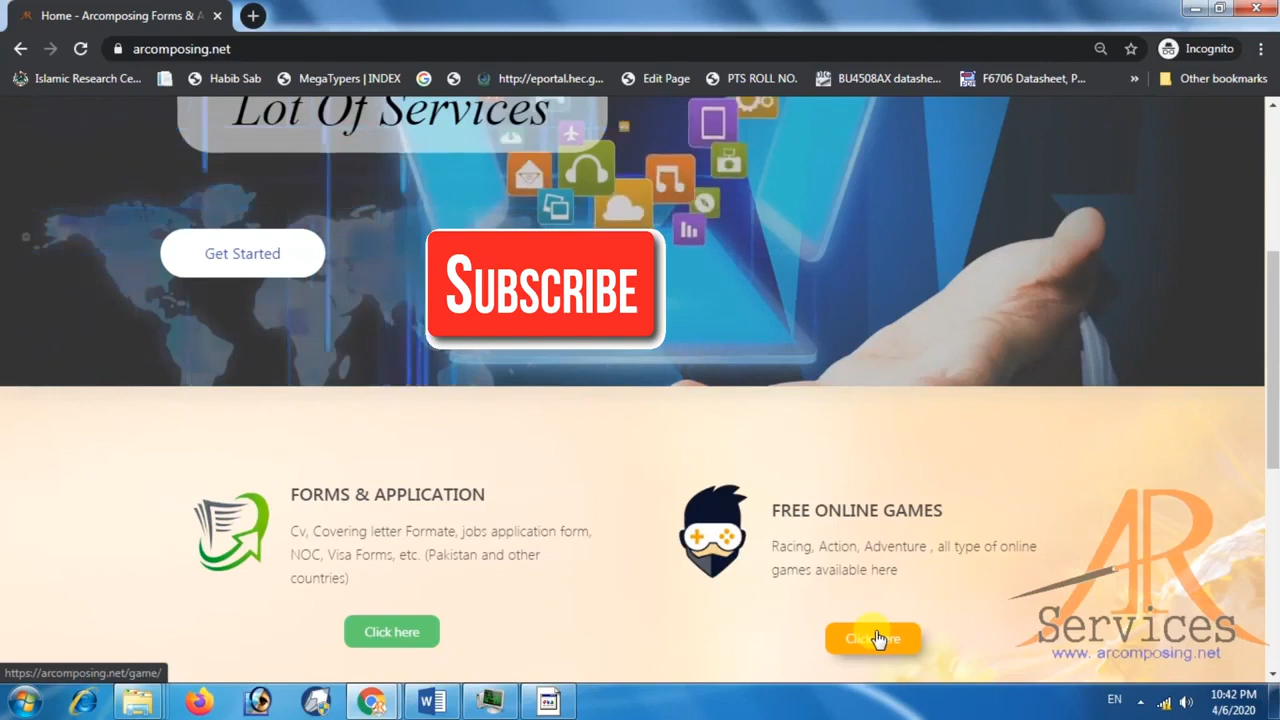 Home - Arcomposing Forms & A
arcomposing.net
Incognito
Islamic Research Ce...
Habib Sab
MegaTypers | INDEX
http://eportal.hec.g...
Edit Page
PTS ROLL NO.
BU4508AX datashe...
F6706 Datasheet, P...
»
Other bookmarks
Lot Of Services
Get Started
SUBSCRIBE
FORMS & APPLICATION
Cv, Covering letter Formate, jobs application form,
NOC, Visa Forms, etc. (Pakistan and other
countries)
Click here
FREE ONLINE GAMES
Racing, Action, Adventure , all type of online
games available here
Click here
AR
Services
www. arcomposing.net
https://arcomposing.net/game/
EN
10:42 PM
4/6/2020